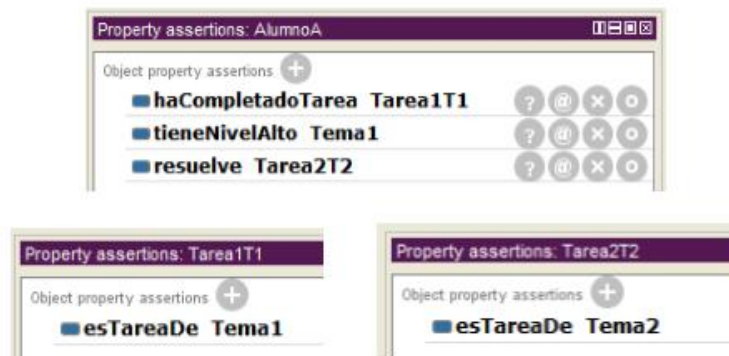 Property assertions: AlumnoA
Object property assertions
haCompletadoTarea Tarea1T1
tieneNivelAlto Tema1
resuelve Tarea2T2
Property assertions: Tarea1T1
Object property assertions
esTareaDe Tema1
Property assertions: Tarea2T2
Object property assertions
esTareaDe Tema2